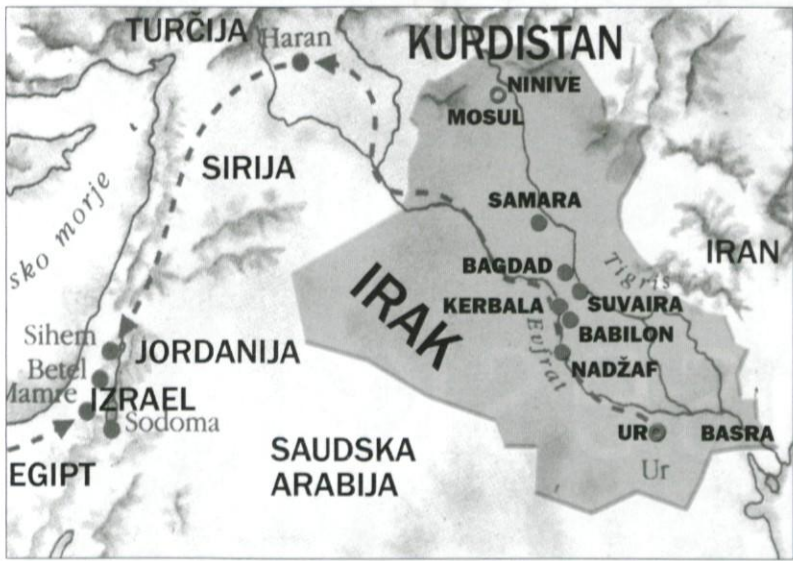 TURČIJA
Haran
KURDISTAN
NINIVE
MOSUL
SIRIJA
sko morje
SAMARA
IRAN
BAGDAD
Tigris
KERBALA
SUVAIRA
IRAK
BABILON
Evfrat
Sihem
JORDANIJA
NADŽAF
Betel
Mamre
IZRAEL
Sodoma
UR
BASRA
SAUDSKA
ARABIJA
EGIPT
Ur